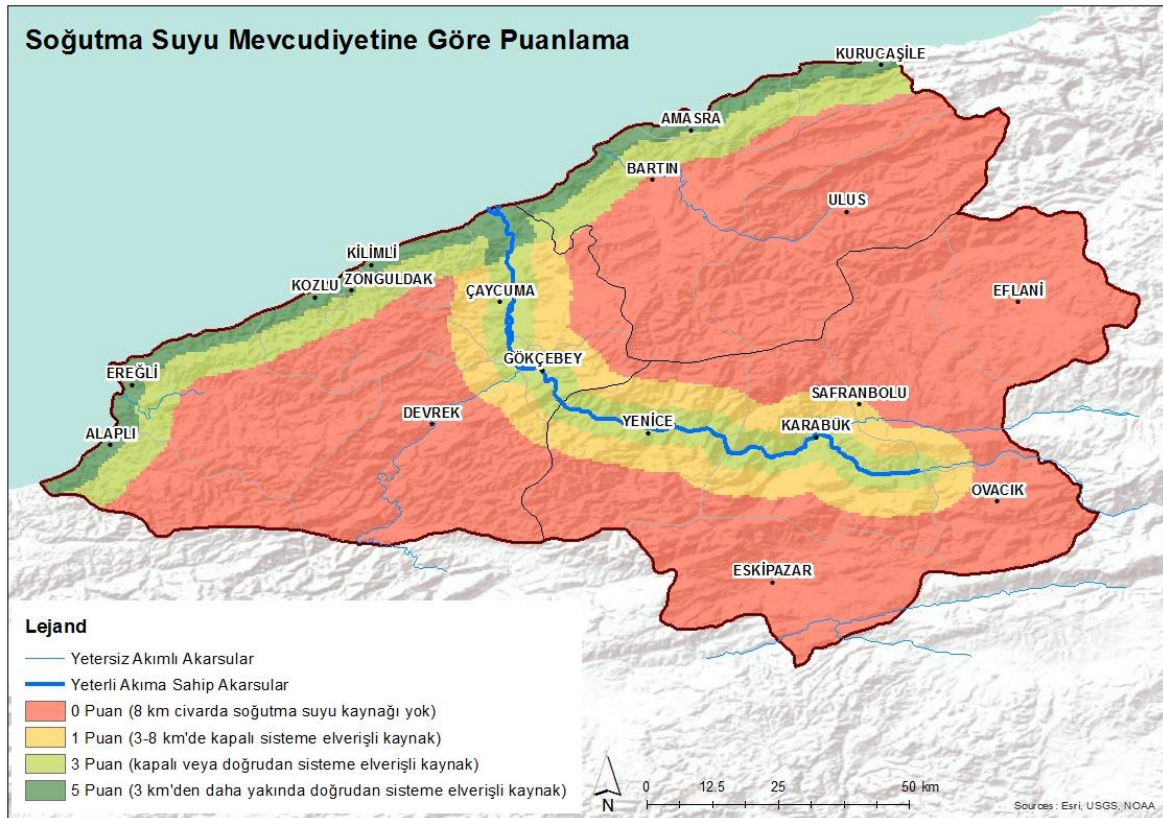 Soğutma Suyu Mevcudiyetine Göre Puanlama
KURUCAŞİLE
AMASRA
BARTIN
ULUS
KİLİMLİ
KOZLU
ZONGULDAK
ÇAYCUMA
EFLANİ
GÖKÇEBEY
EREĞLİ
SAFRANBOLU
DEVREK
YENİCE
KARABÜK
ALAPLI
OVACIK
ESKİPAZAR
Lejand
Yetersiz Akımlı Akarsular
Yeterli Akıma Sahip Akarsular
0 Puan (8 km civarda soğutma suyu kaynağı yok)
1 Puan (3-8 km'de kapalı sisteme elverişli kaynak)
3 Puan (kapalı veya doğrudan sisteme elverişli kaynak)
5 Puan (3 km'den daha yakında doğrudan sisteme elverişli kaynak)
N
0 12.5 25 50 km
Sources: Esri, USGS, NOAA